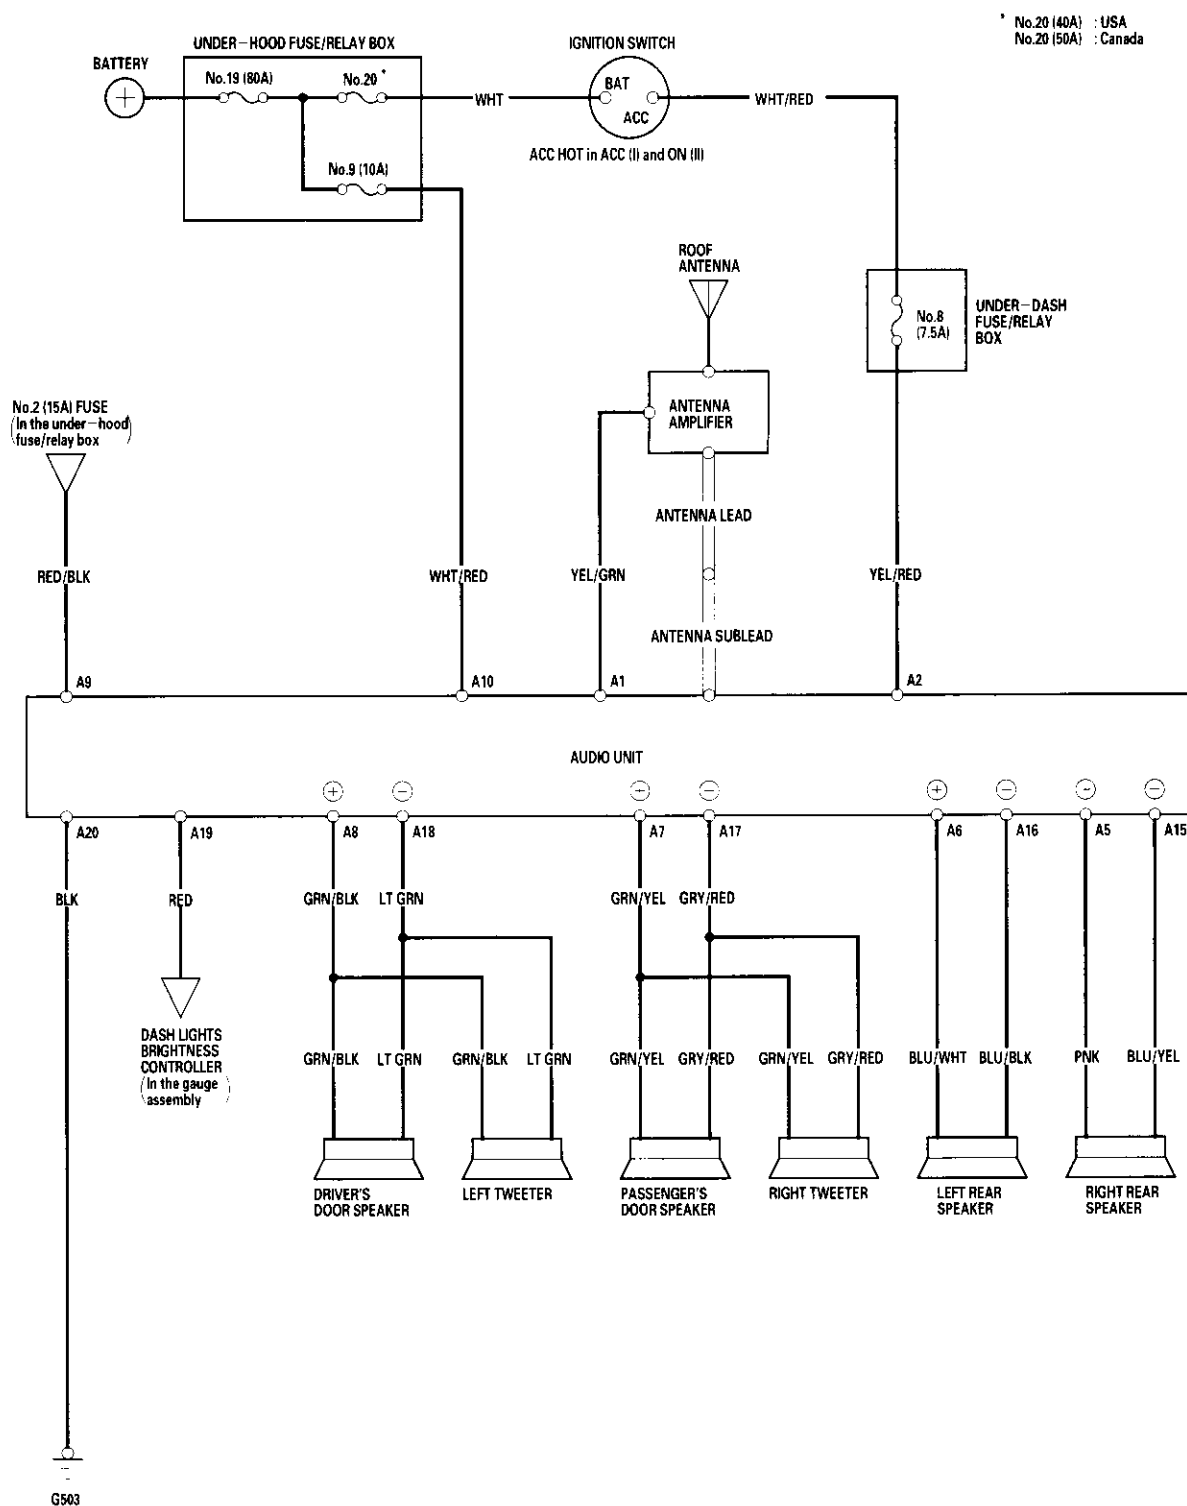 * No.20 (40A) : USA
No.20 (50A) : Canada
UNDER-HOOD FUSE/RELAY BOX
IGNITION SWITCH
BATTERY
No.19 (80A)
No.20 *
BAT
WHT
WHT/RED
ACC
ACC HOT in ACC (I) and ON (II)
No.9 (10A)
ROOF
ANTENNA
No.8
(7.5A)
UNDER-DASH
FUSE/RELAY
BOX
ANTENNA
AMPLIFIER
No.2 (15A) FUSE
(In the under-hood
fuse/relay box)
ANTENNA LEAD
RED/BLK
WHT/RED
YEL/GRN
YEL/RED
ANTENNA SUBLEAD
A9
A10
A1
A2
AUDIO UNIT
A20
A19
A8
A18
A7
A17
A6
A16
A5
A15
BLK
RED
GRN/BLK
LT GRN
GRN/YEL
GRY/RED
DASH LIGHTS
BRIGHTNESS
CONTROLLER
(In the gauge
assembly)
GRN/BLK
LT GRN
GRN/BLK
LT GRN
GRN/YEL
GRY/RED
GRN/YEL
GRY/RED
BLU/WHT
BLU/BLK
PNK
BLU/YEL
DRIVER'S
DOOR SPEAKER
LEFT TWEETER
PASSENGER'S
DOOR SPEAKER
RIGHT TWEETER
LEFT REAR
SPEAKER
RIGHT REAR
SPEAKER
G503